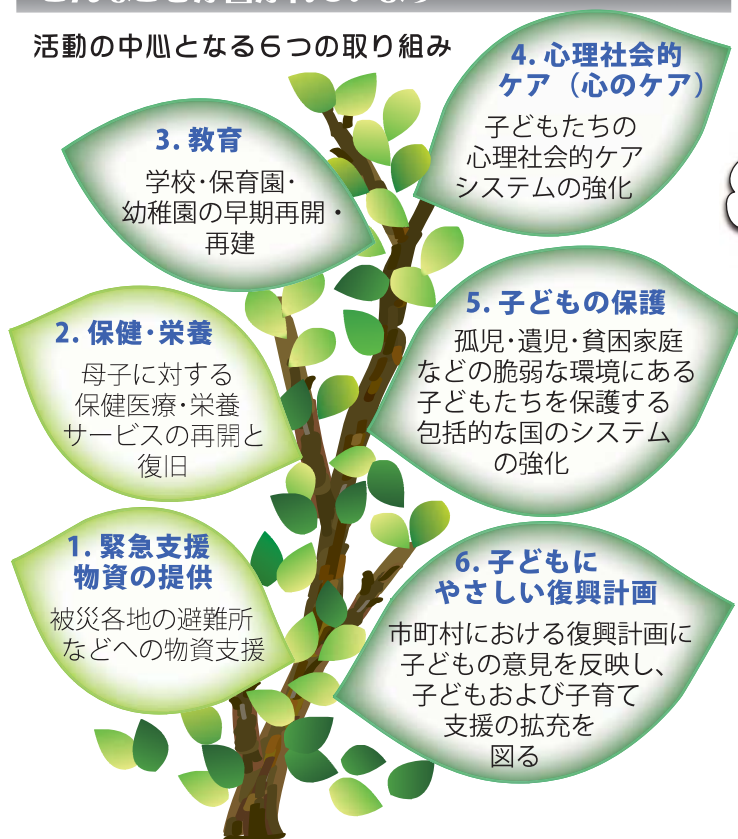 活動の中心となる6つの取り組み
1. 緊急支援
物資の提供
被災各地の避難所
などへの物資支援
2. 保健･栄養
母子に対する
保健医療･栄養
サービスの再開と
復旧
3. 教育
学校･保育園･
幼稚園の早期再開・
再建
4. 心理社会的
ケア（心のケア）
子どもたちの
心理社会的ケア
システムの強化
5. 子どもの保護
孤児･遺児･貧困家庭
などの脆弱な環境にある
子どもたちを保護する
包括的な国のシステム
の強化
6. 子どもに
やさしい復興計画
市町村における復興計画に
子どもの意見を反映し、
子どもおよび子育て
支援の拡充を
図る